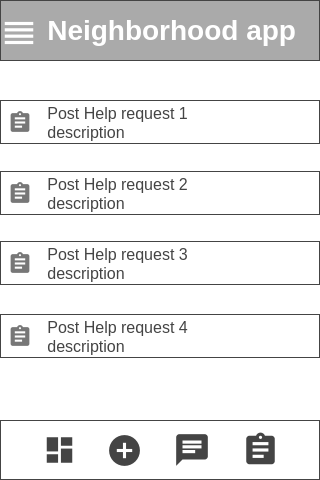 Neighborhood app
Post Help request 1
description
Post Help request 2
description
Post Help request 3
description
Post Help request 4
description